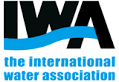 IWA
the international
water association